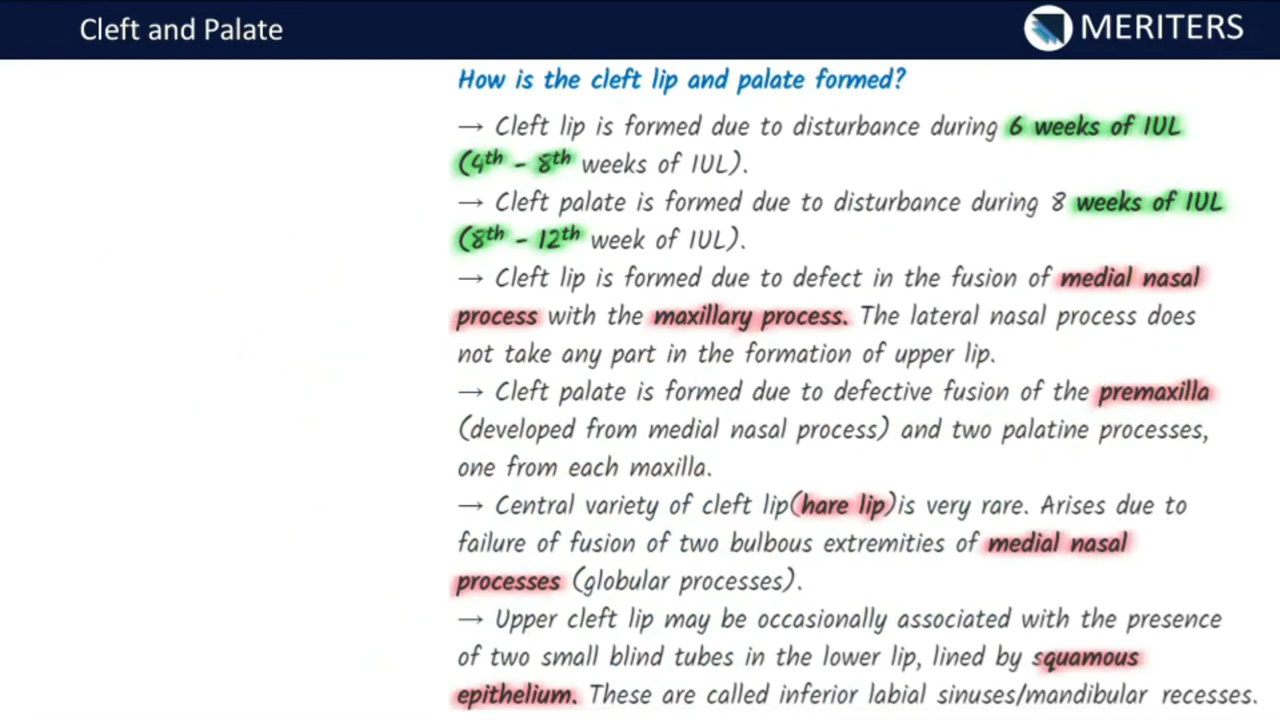 Cleft and Palate
MERITERS
How is the cleft lip and palate formed?
→ Cleft lip is formed due to disturbance during 6 weeks of IUL
(4th - 8th weeks of IUL).
→ Cleft palate is formed due to disturbance during 8 weeks of IUL
(8th - 12th week of IUL).
→ Cleft lip is formed due to defect in the fusion of medial nasal
process with the maxillary process. The lateral nasal process does
not take any part in the formation of upper lip.
→ Cleft palate is formed due to defective fusion of the premaxilla
(developed from medial nasal process) and two palatine processes,
one from each maxilla.
→ Central variety of cleft lip(hare lip)is very rare. Arises due to
failure of fusion of two bulbous extremities of medial nasal
processes (globular processes).
→ Upper cleft lip may be occasionally associated with the presence
of two small blind tubes in the lower lip, lined by squamous
epithelium. These are called inferior labial sinuses/mandibular recesses.